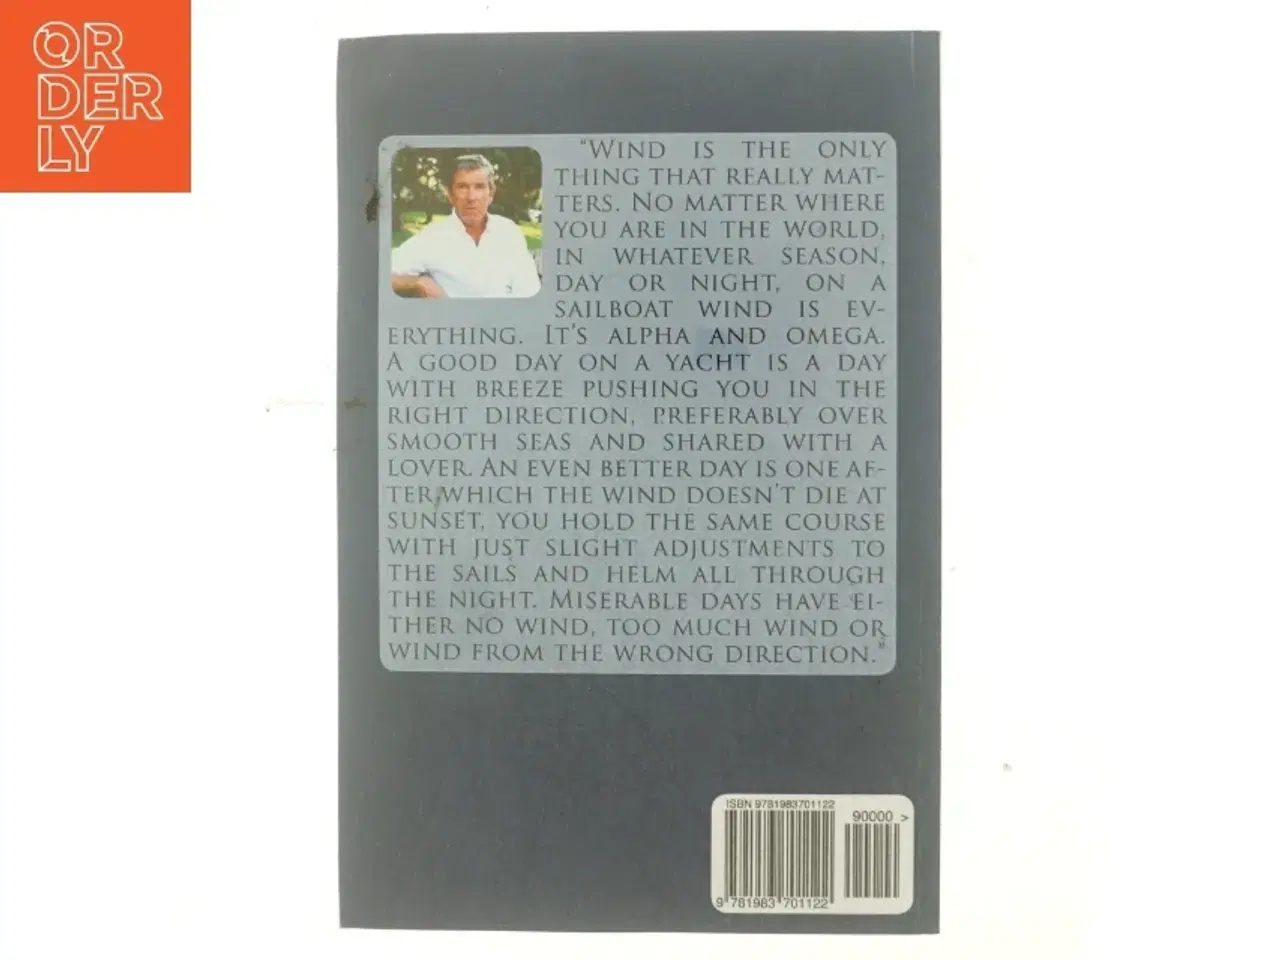 OR
DER
LY
"WIND IS THE ONLY
THING THAT REALLY MAT-
TERS. NO MATTER WHERE
YOU ARE IN THE WORLD,
IN WHATEVER SEASON,
DAY OR NIGHT, ON A
SAILBOAT WIND IS EV-
ERYTHING. IT'S ALPHA AND OMEGA.
A GOOD DAY ON A YACHT IS A DAY
WITH BREEZE PUSHING YOU IN THE
RIGHT DIRECTION, PREFERABLY OVER
SMOOTH SEAS AND SHARED WITH A
LOVER. AN EVEN BETTER DAY IS ONE AF-
TER WHICH THE WIND DOESN'T DIE AT
SUNSET, YOU HOLD THE SAME COURSE
WITH JUST SLIGHT ADJUSTMENTS TO
THE SAILS AND HELM ALL THROUGH
THE NIGHT. MISERABLE DAYS HAVE EI-
THER NO WIND, TOO MUCH WIND OR
WIND FROM THE WRONG DIRECTION."
ISBN 9781983701122
90000 >
9 781983 701122